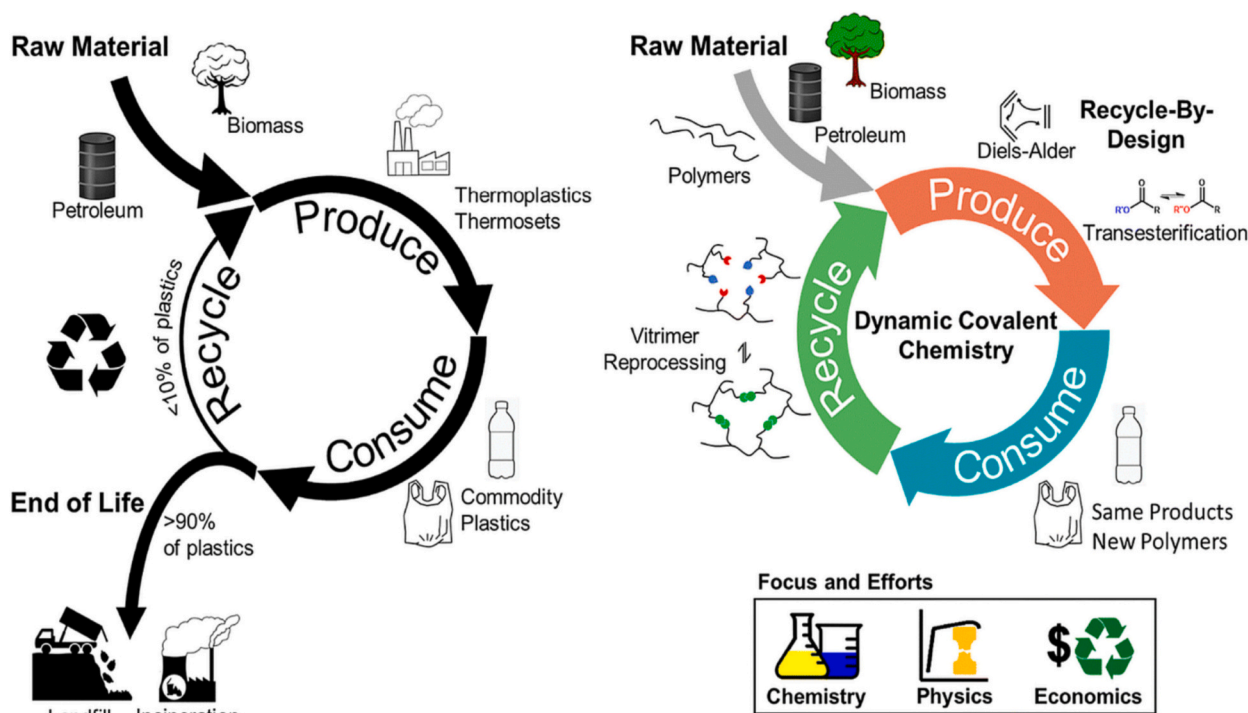 Raw Material
Biomass
Petroleum
Thermoplastics
Thermosets
Produce
Consume
Recycle
<10% of plastics
Commodity
Plastics
End of Life
>90%
of plastics
Landfill
Incineration
Raw Material
Biomass
Petroleum
Polymers
Diels-Alder
Recycle-By-
Design
R'O
O
R
R"O
O
R
Transesterification
Produce
Consume
Recycle
Dynamic Covalent
Chemistry
Vitrimer
Reprocessing
Same Products
New Polymers
Focus and Efforts
$
Chemistry
Physics
Economics